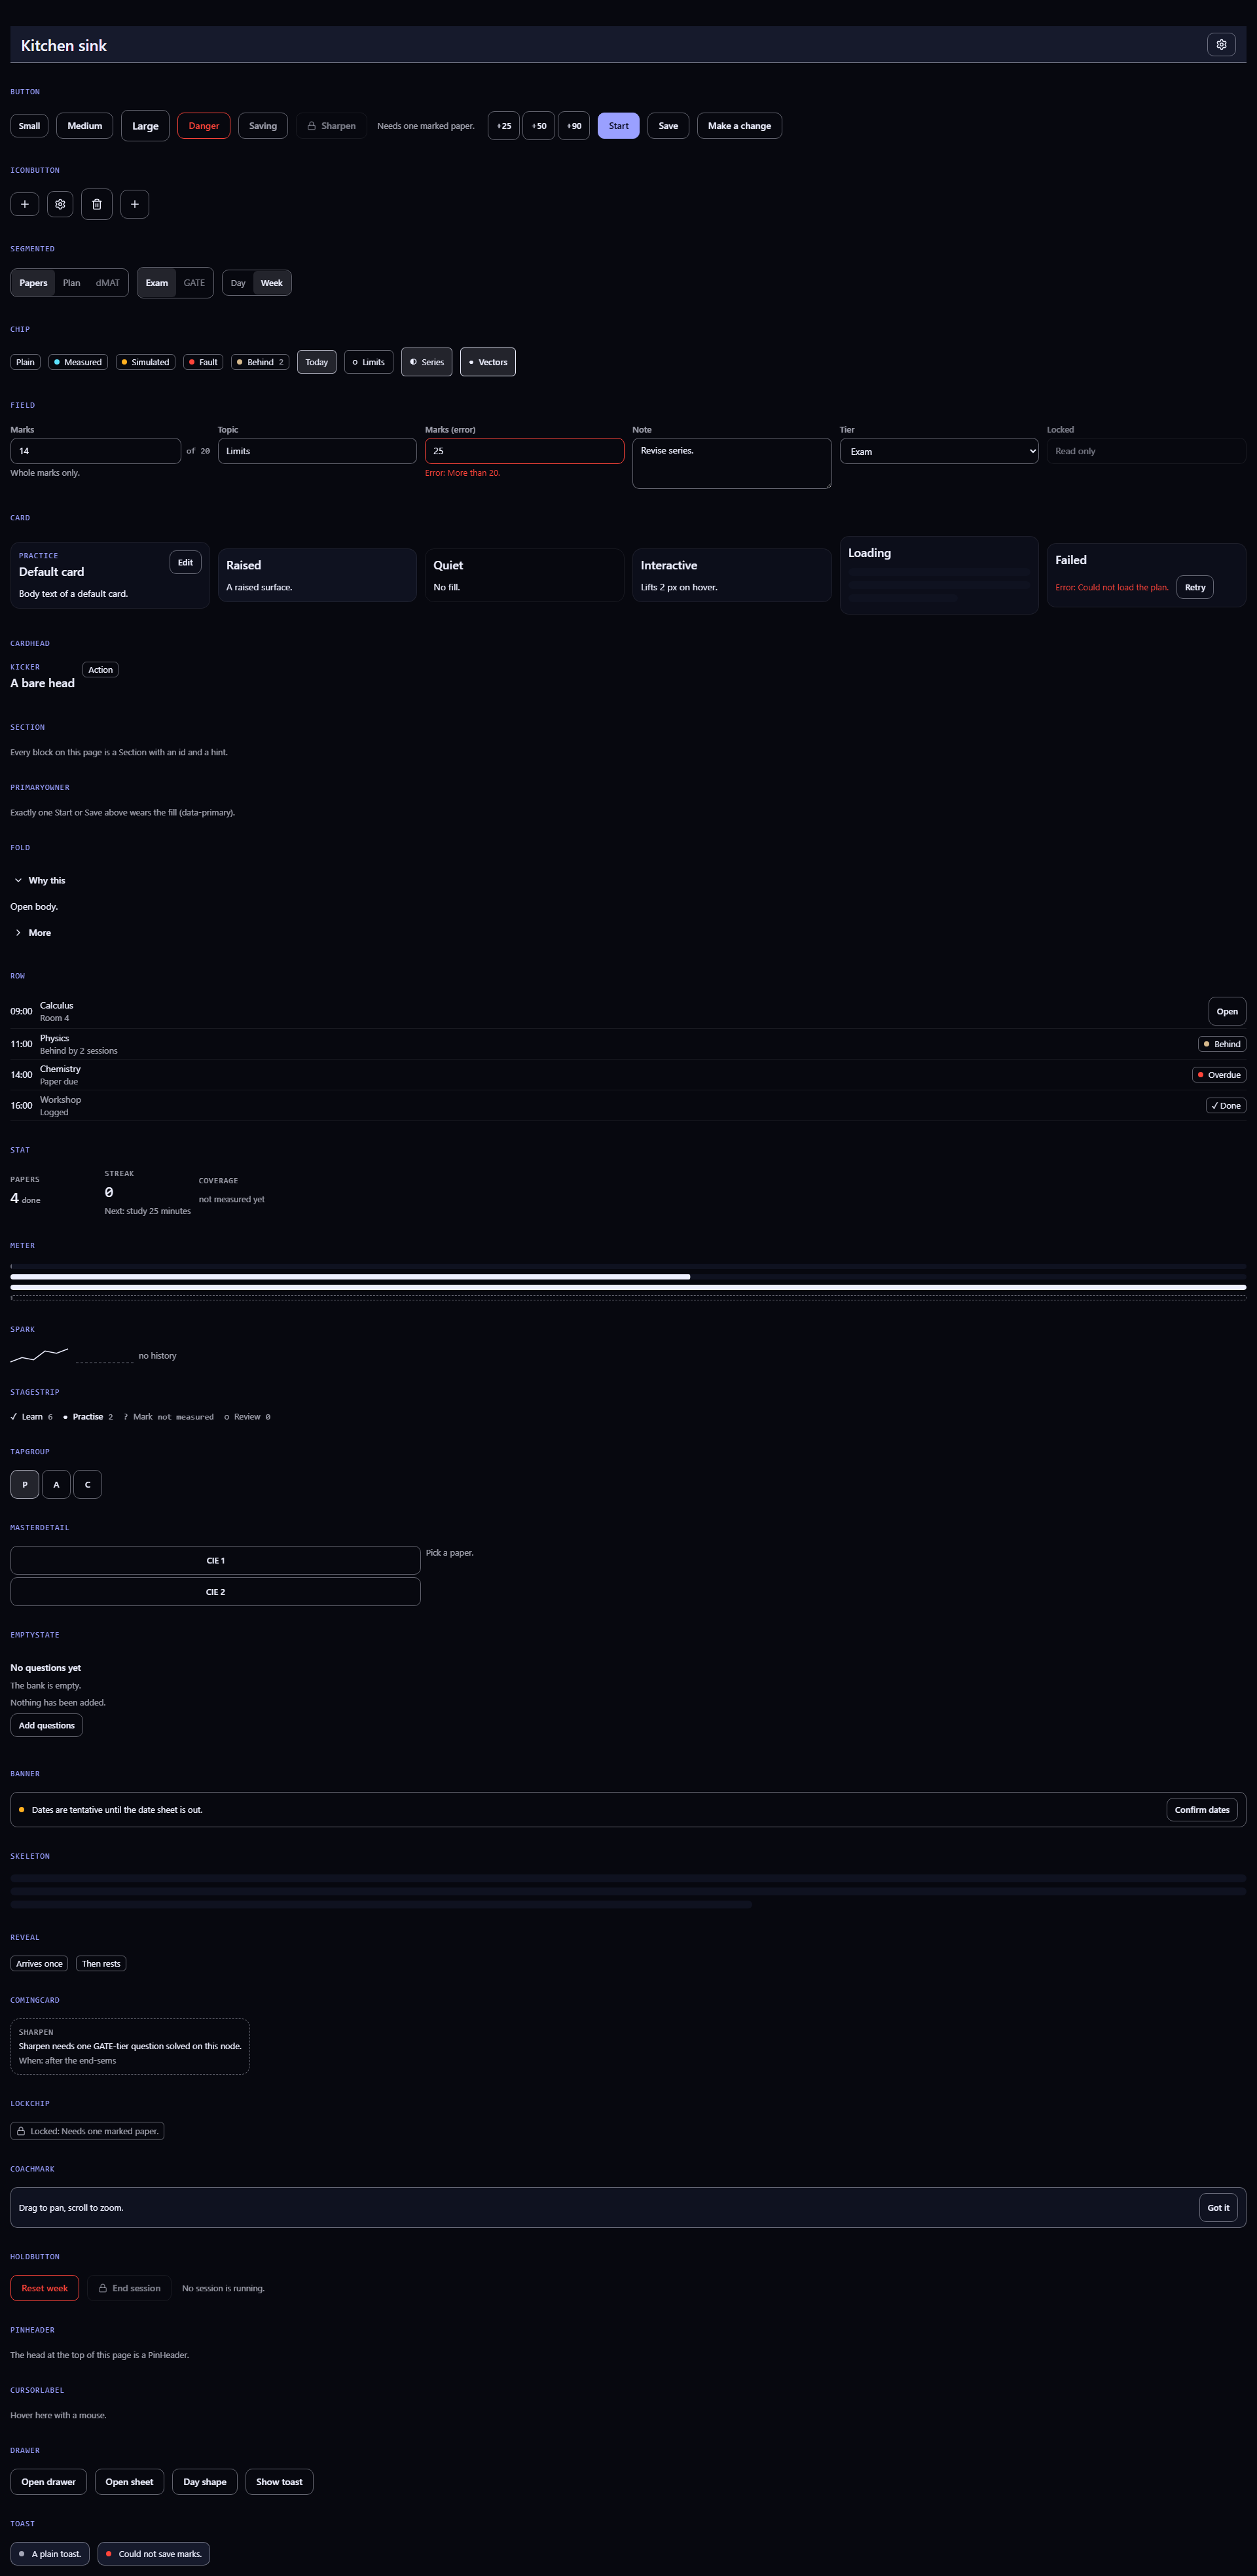 Kitchen sink
BUTTON
Small Medium Large Danger Saving Sharpen Needs one marked paper. +25 +50 +90 Start Save Make a change
ICONBUTTON
SEGMENTED
Papers Plan dMAT Exam GATE Day Week
CHIP
Plain Measured Simulated Fault Behind 2 Today Limits Series Vectors
FIELD
Marks Topic Marks (error) Note Tier Locked
14 of 20 Limits 25 Revise series. Exam Read only
Whole marks only. Error: More than 20.
CARD
PRACTICE
Default card
Edit
Body text of a default card.
Raised
A raised surface.
Quiet
No fill.
Interactive
Lifts 2 px on hover.
Loading
Failed
Error: Could not load the plan. Retry
CARDHEAD
KICKER
A bare head
Action
SECTION
Every block on this page is a Section with an id and a hint.
PRIMARYOWNER
Exactly one Start or Save above wears the fill (data-primary).
FOLD
Why this
Open body.
More
ROW
09:00 Calculus
Room 4
Open
11:00 Physics
Behind by 2 sessions
Behind
14:00 Chemistry
Paper due
Overdue
16:00 Workshop
Logged
✓ Done
STAT
PAPERS
4 done
STREAK
0
Next: study 25 minutes
COVERAGE
not measured yet
METER
SPARK
no history
STAGESTRIP
✓ Learn 6 Practise 2 ? Mark not measured Review 0
TAPGROUP
P A C
MASTERDETAIL
CIE 1
CIE 2
Pick a paper.
EMPTYSTATE
No questions yet
The bank is empty.
Nothing has been added.
Add questions
BANNER
Dates are tentative until the date sheet is out. Confirm dates
SKELETON
REVEAL
Arrives once Then rests
COMINGCARD
SHARPEN
Sharpen needs one GATE-tier question solved on this node.
When: after the end-sems
LOCKCHIP
Locked: Needs one marked paper.
COACHMARK
Drag to pan, scroll to zoom. Got it
HOLDBUTTON
Reset week End session No session is running.
PINHEADER
The head at the top of this page is a PinHeader.
CURSORLABEL
Hover here with a mouse.
DRAWER
Open drawer Open sheet Day shape Show toast
TOAST
A plain toast. Could not save marks.